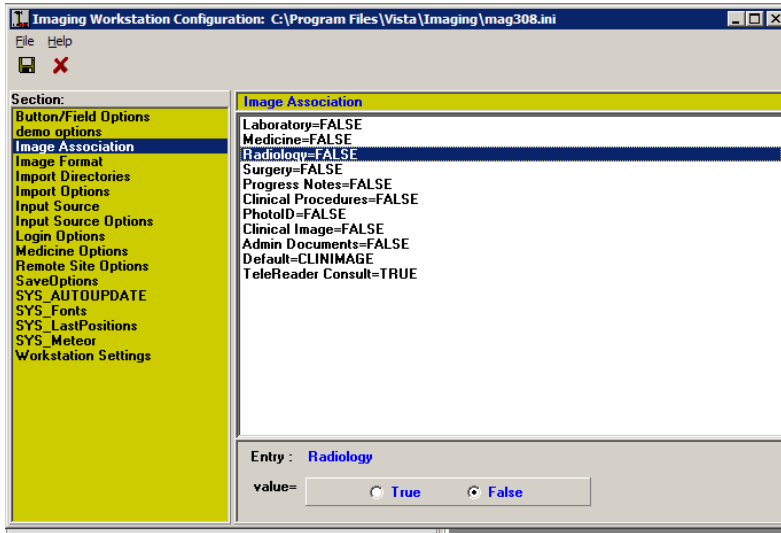 Imaging Workstation Configuration: C:\Program Files\Vista\Imaging\mag308.ini
File Help
Section:
Button/Field Options
demo options
Image Association
Image Format
Import Directories
Import Options
Input Source
Input Source Options
Login Options
Medicine Options
Remote Site Options
SaveOptions
SYS_AUTOUPDATE
SYS_Fonts
SYS_LastPositions
SYS_Meteor
Workstation Settings
Image Association
Laboratory=FALSE
Medicine=FALSE
Radiology=FALSE
Surgery=FALSE
Progress Notes=FALSE
Clinical Procedures=FALSE
PhotoID=FALSE
Clinical Image=FALSE
Admin Documents=FALSE
Default=CLINIMAGE
TeleReader Consult=TRUE
Entry : Radiology
value= True False